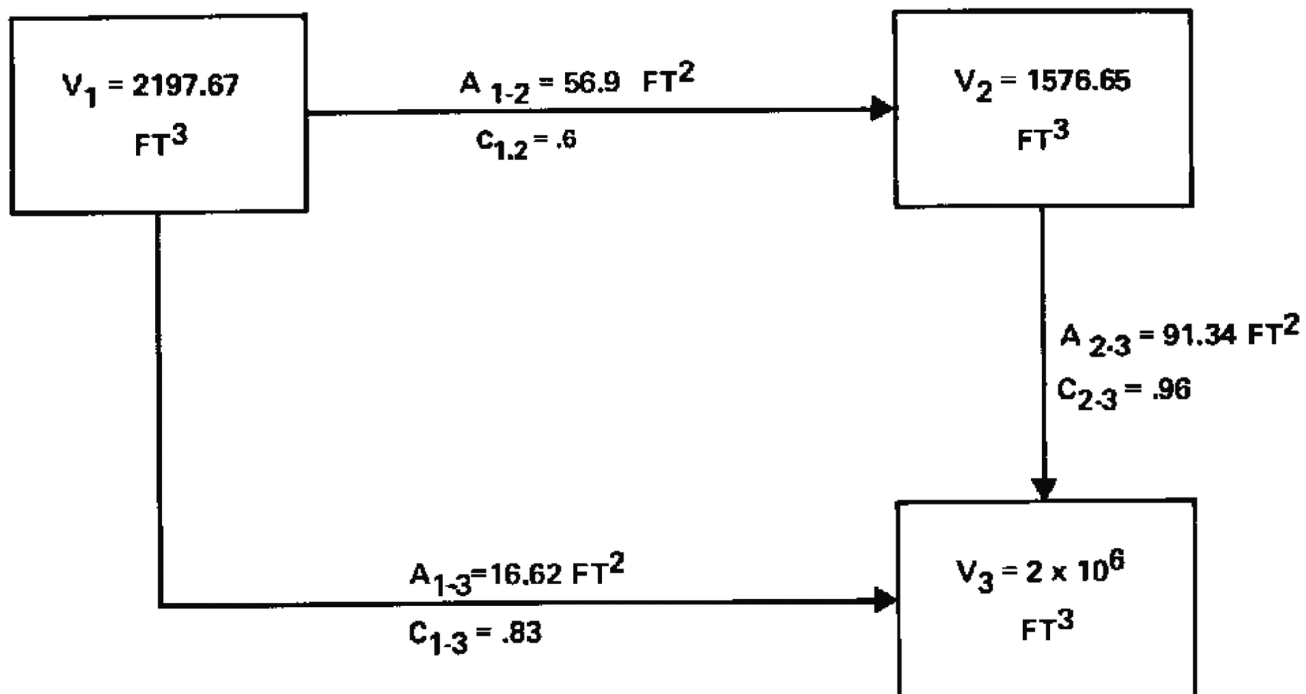 V₁ = 2197.67
FT³
A ₁₋₂ = 56.9 FT²
C₁.₂ = .6
V₂ = 1576.65
FT³
A ₂₋₃ = 91.34 FT²
C₂₋₃ = .96
A₁₋₃=16.62 FT²
C₁₋₃ = .83
V₃ = 2 x 10⁶
FT³